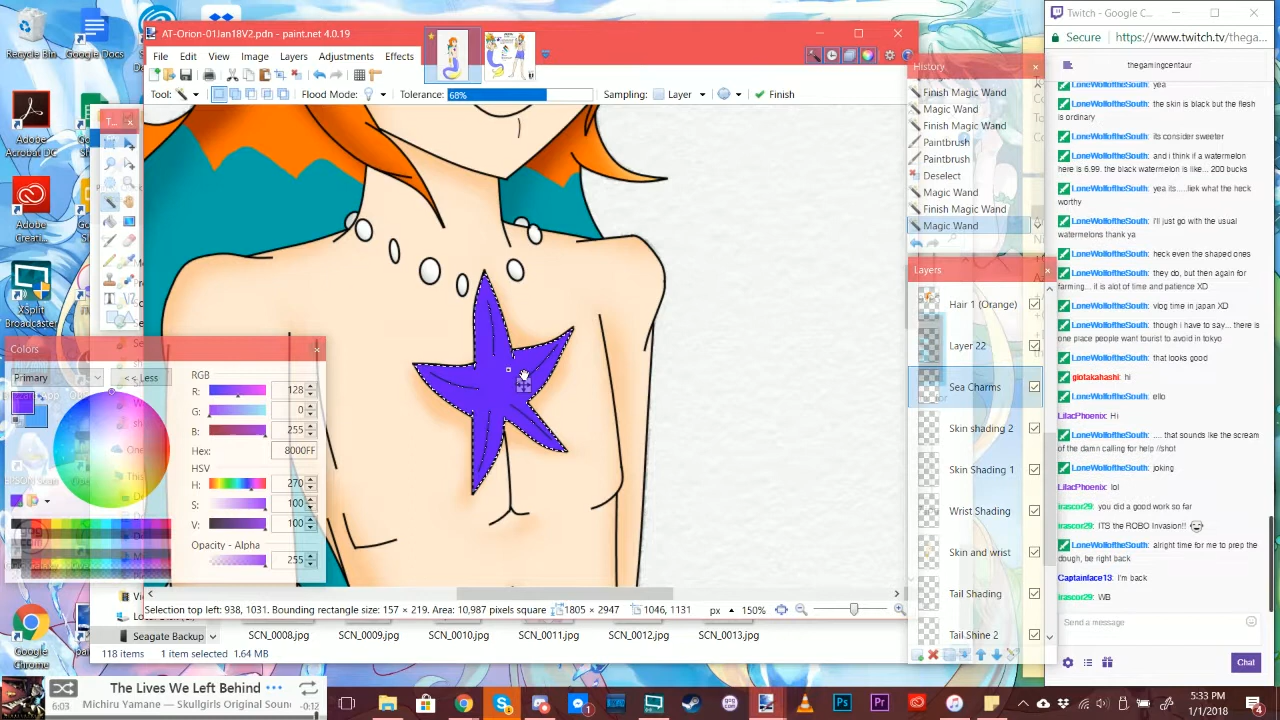 AT-Orion-01Jan18V2.pdn - paint.net 4.0.19
File Edit View Image Layers Adjustments Effects
Tool: Flood Mode: Tolerance: 68% Sampling: Layer Finish
Recycle Bin
Google Docs
Adobe Acrobat DC
Adobe Creati...
XSplit Broadcaster
Google Chrome
T...
Colors
Primary
<< Less
RGB
R: 128
G: 0
B: 255
Hex: 8000FF
HSV
H: 270
S: 100
V: 100
Opacity - Alpha
255
History
Finish Magic Wand
Magic Wand
Finish Magic Wand
Paintbrush
Paintbrush
Deselect
Magic Wand
Finish Magic Wand
Magic Wand
Layers
Hair 1 (Orange)
Layer 22
Sea Charms
Skin shading 2
Skin Shading 1
Wrist Shading
Skin and wrist
Tail Shading
Tail Shine 2
Selection top left: 938, 1031. Bounding rectangle size: 157 × 219. Area: 10,987 pixels square
1805 × 2947
1046, 1131
px
150%
Seagate Backup
SCN_0008.jpg SCN_0009.jpg SCN_0010.jpg SCN_0011.jpg SCN_0012.jpg SCN_0013.jpg
118 items 1 item selected 1.64 MB
The Lives We Left Behind
6:03
Michiru Yamane — Skullgirls Original Soun
-0:12
Twitch - Google C...
Secure https://www.twitch.tv/thega...
thegamingcentaur
LoneWolfoftheSouth: yea
LoneWolfoftheSouth: the skin is black but the flesh
is ordinary
LoneWolfoftheSouth: its consider sweeter
LoneWolfoftheSouth: and i think if a watermelon
here is 6.99. the black watermelon is like... 200 bucks
LoneWolfoftheSouth: yea its.....liek what the heck
worthy
LoneWolfoftheSouth: I'll just go with the usual
watermelons thank ya
LoneWolfoftheSouth: heck even the shaped ones
LoneWolfoftheSouth: they do, but then again for
farming... it is alot of time and patience XD
LoneWolfoftheSouth: vlog time in japan XD
LoneWolfoftheSouth: though i have to say... there is
one place people want tourist to avoid in tokyo
LoneWolfoftheSouth: that looks good
giotakahashi: hi
LoneWolfoftheSouth: ello
LilacPhoenix: Hi
LoneWolfoftheSouth: .... that sounds lke the scream
of the damn calling for help //shot
LoneWolfoftheSouth: joking
LilacPhoenix: lol
irascor29: you did a good work so far
irascor29: ITS the ROBO Invasion!!
LoneWolfoftheSouth: alright time for me to prep the
dough, be right back
Captainface13: I'm back
irascor29: WB
Send a message
Chat
5:33 PM
1/1/2018